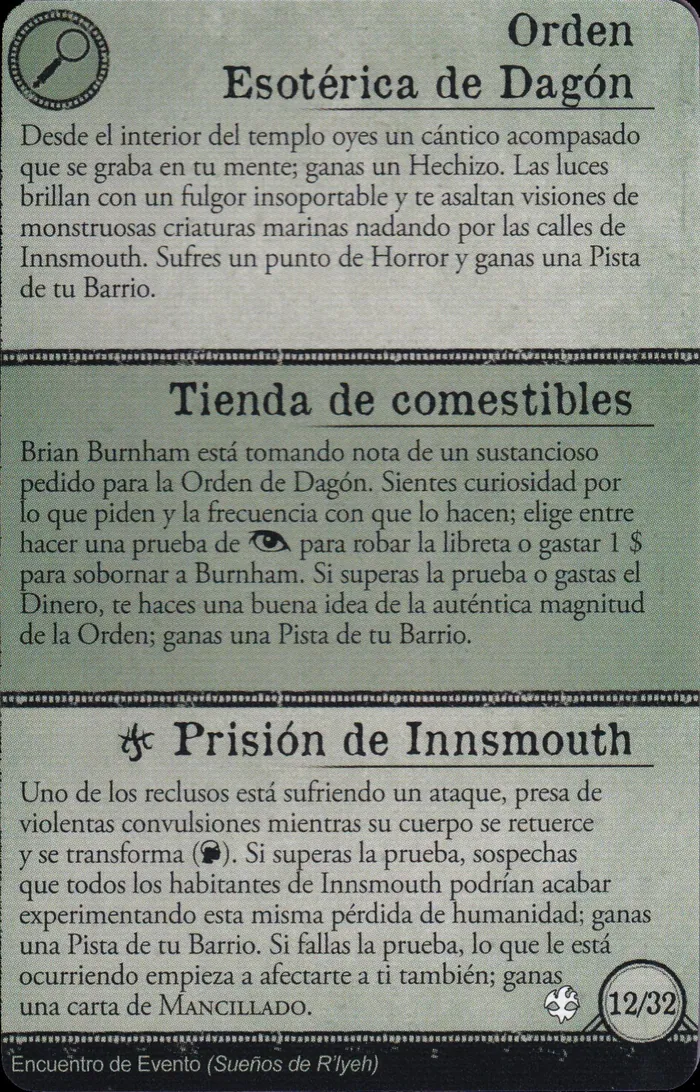 Orden
Esotérica de Dagón
Desde el interior del templo oyes un cántico acompasado
que se graba en tu mente; ganas un Hechizo. Las luces
brillan con un fulgor insoportable y te asaltan visiones de
monstruosas criaturas marinas nadando por las calles de
Innsmouth. Sufres un punto de Horror y ganas una Pista
de tu Barrio.
Tienda de comestibles
Brian Burnham está tomando nota de un sustancioso
pedido para la Orden de Dagón. Sientes curiosidad por
lo que piden y la frecuencia con que lo hacen; elige entre
hacer una prueba de para robar la libreta o gastar 1 $
para sobornar a Burnham. Si superas la prueba o gastas el
Dinero, te haces una buena idea de la auténtica magnitud
de la Orden; ganas una Pista de tu Barrio.
Prisión de Innsmouth
Uno de los reclusos está sufriendo un ataque, presa de
violentas convulsiones mientras su cuerpo se retuerce
y se transforma ( ). Si superas la prueba, sospechas
que todos los habitantes de Innsmouth podrían acabar
experimentando esta misma pérdida de humanidad; ganas
una Pista de tu Barrio. Si fallas la prueba, lo que le está
ocurriendo empieza a afectarte a ti también; ganas
una carta de MANCILLADO.
12/32
Encuentro de Evento (Sueños de R'lyeh)